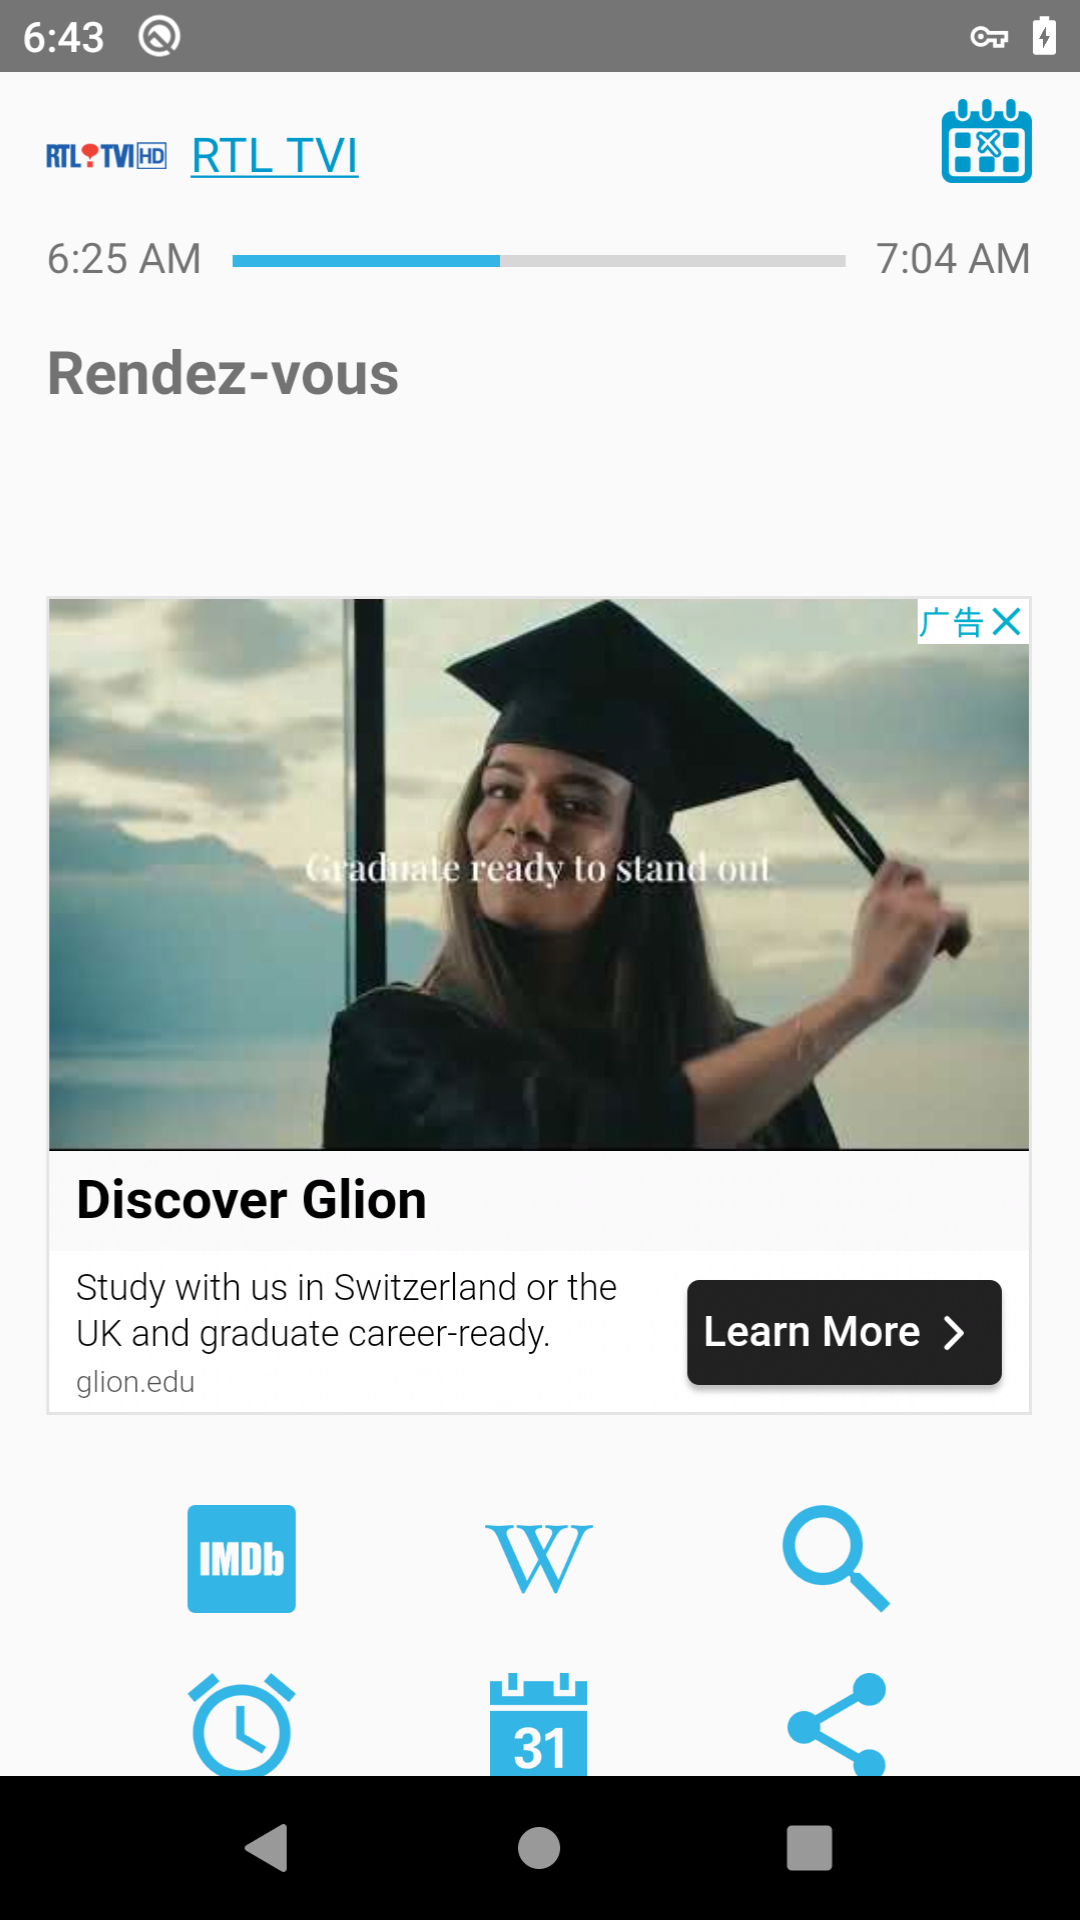 6:43
RTL TVI HD RTL TVI
6:25 AM 7:04 AM
Rendez-vous
广告
Graduate ready to stand out
Discover Glion
Study with us in Switzerland or the
UK and graduate career-ready.
glion.edu
Learn More
IMDb W
31